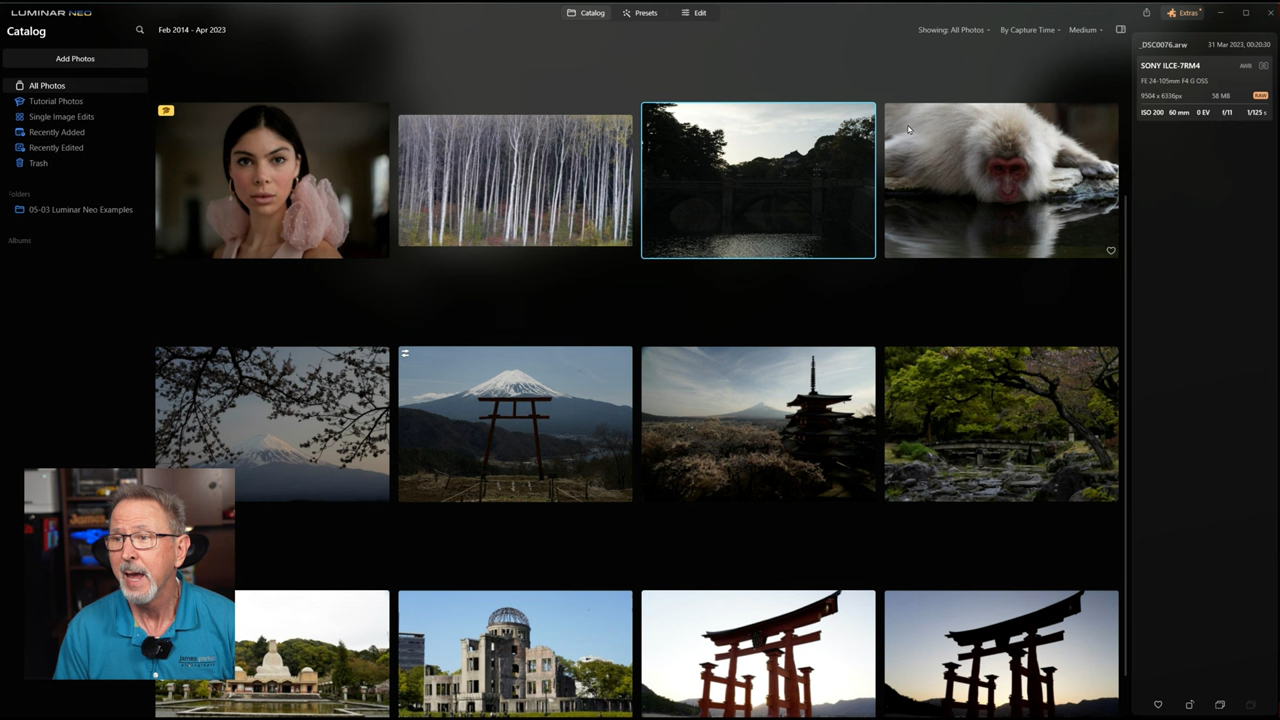 LUMINAR NEO
Catalog
Presets
Edit
Extras
Catalog
Feb 2014 - Apr 2023
Showing: All Photos
By Capture Time
Medium
Add Photos
All Photos
Tutorial Photos
Single Image Edits
Recently Added
Recently Edited
Trash
Folders
05-03 Luminar Neo Examples
Albums
_DSC0076.arw
31 Mar 2023, 00:20:30
SONY ILCE-7RM4
AWB
FE 24-105mm F4 G OSS
9504 x 6336px
58 MB
RAW
ISO 200
60 mm
0 EV
f/11
1/125 s